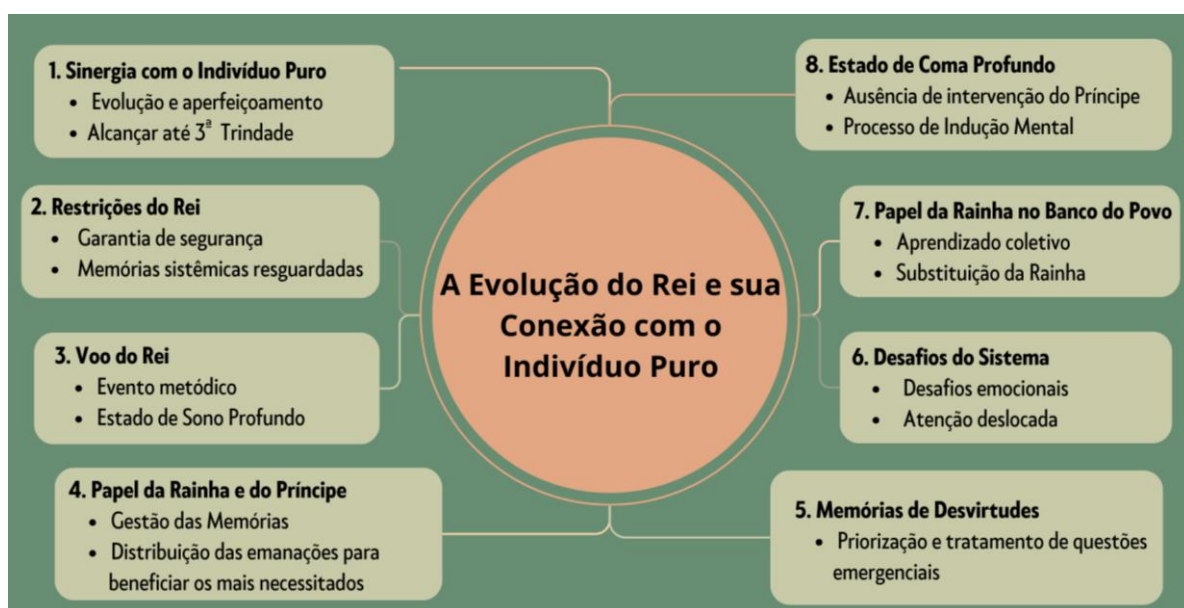 1. Sinergia com o Indivíduo Puro
• Evolução e aperfeiçoamento
• Alcançar até 3ª Trindade
2. Restrições do Rei
• Garantia de segurança
• Memórias sistêmicas resguardadas
3. Voo do Rei
• Evento metódico
• Estado de Sono Profundo
4. Papel da Rainha e do Príncipe
• Gestão das Memórias
• Distribuição das emanações para
beneficiar os mais necessitados
A Evolução do Rei e sua
Conexão com o
Indivíduo Puro
8. Estado de Coma Profundo
• Ausência de intervenção do Príncipe
• Processo de Indução Mental
7. Papel da Rainha no Banco do Povo
• Aprendizado coletivo
• Substituição da Rainha
6. Desafios do Sistema
• Desafios emocionais
• Atenção deslocada
5. Memórias de Desvirtudes
• Priorização e tratamento de questões
emergenciais